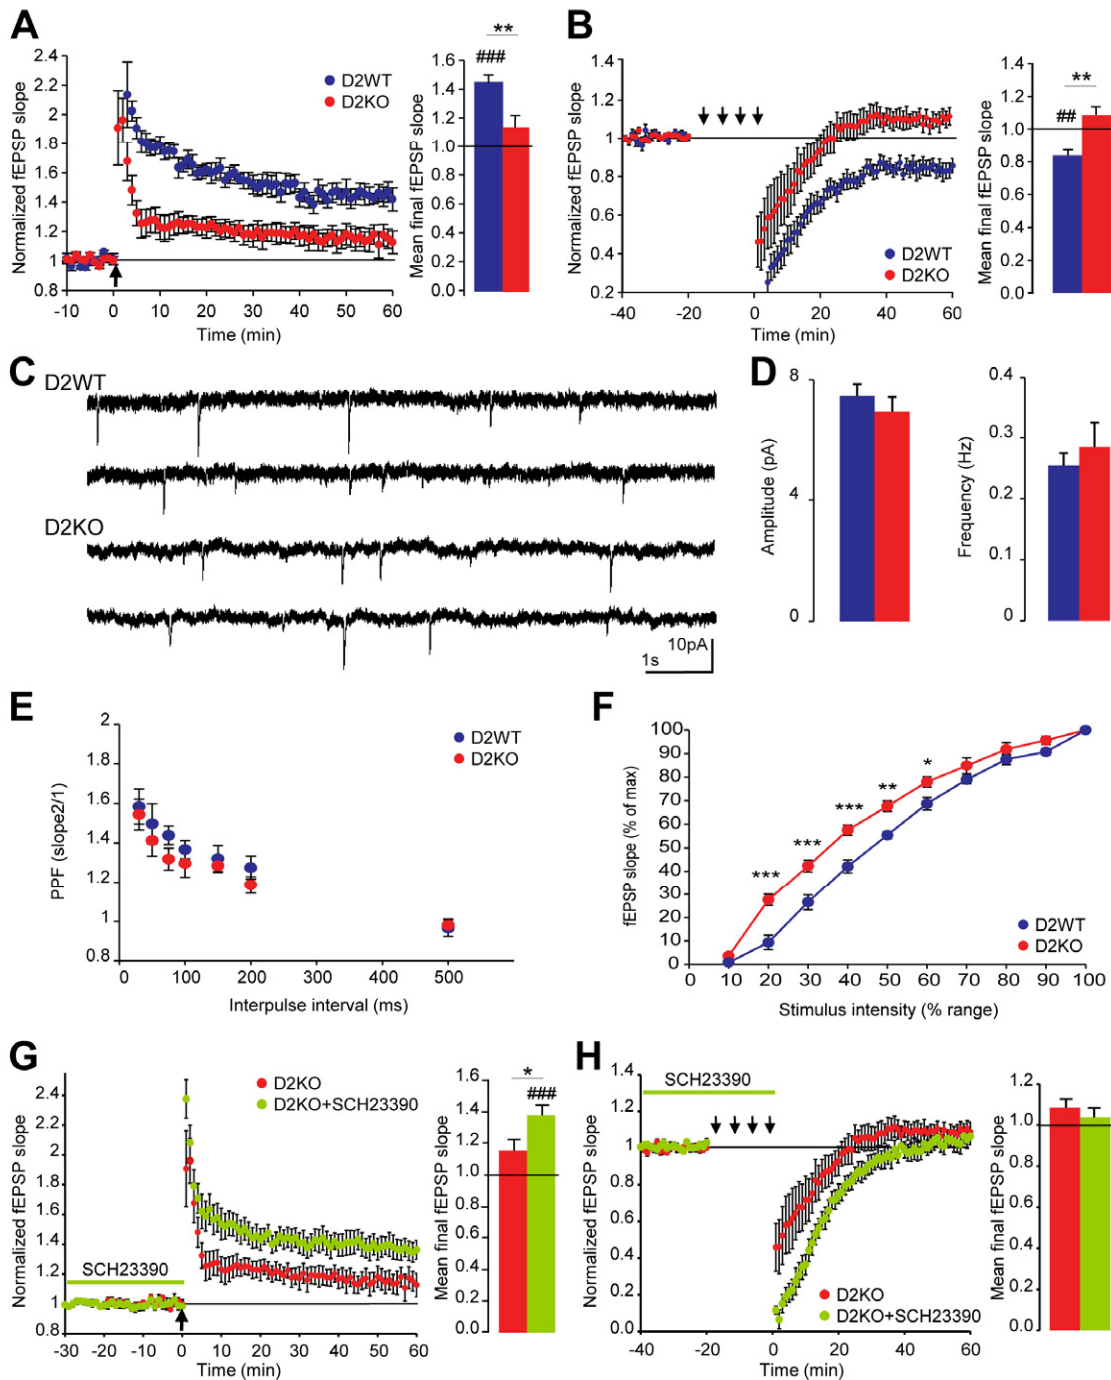 A
Normalized fEPSP slope
2.4
2.2
2
1.8
1.6
1.4
1.2
1
0.8
-10 0 10 20 30 40 50 60
Time (min)
D2WT
D2KO
Mean final fEPSP slope
1.6
1.4
1.2
1.0
0.8
0.6
0.4
0.2
0.0
**
###
B
Normalized fEPSP slope
1.4
1.2
1
0.8
0.6
0.4
0.2
-40 -20 0 20 40 60
Time (min)
D2WT
D2KO
Mean final fEPSP slope
1.4
1.2
1.0
0.8
0.6
0.4
0.2
0.0
**
##
C
D2WT
D2KO
10pA
1s
D
Amplitude (pA)
8
4
0
Frequency (Hz)
0.4
0.3
0.2
0.1
0
E
PPF (slope2/1)
2
1.8
1.6
1.4
1.2
1
0.8
0 100 200 300 400 500
Interpulse interval (ms)
D2WT
D2KO
F
fEPSP slope (% of max)
100
90
80
70
60
50
40
30
20
10
0
0 10 20 30 40 50 60 70 80 90 100
Stimulus intensity (% range)
*** *** *** ** *
D2WT
D2KO
G
Normalized fEPSP slope
2.4
2.2
2
1.8
1.6
1.4
1.2
1
0.8
-30 -20 -10 0 10 20 30 40 50 60
Time (min)
SCH23390
D2KO
D2KO+SCH23390
Mean final fEPSP slope
1.6
1.4
1.2
1.0
0.8
0.6
0.4
0.2
0.0
*
###
H
SCH23390
Normalized fEPSP slope
1.4
1.2
1
0.8
0.6
0.4
0.2
0.0
-40 -20 0 20 40 60
Time (min)
D2KO
D2KO+SCH23390
Mean final fEPSP slope
1.2
1.0
0.8
0.6
0.4
0.2
0.0